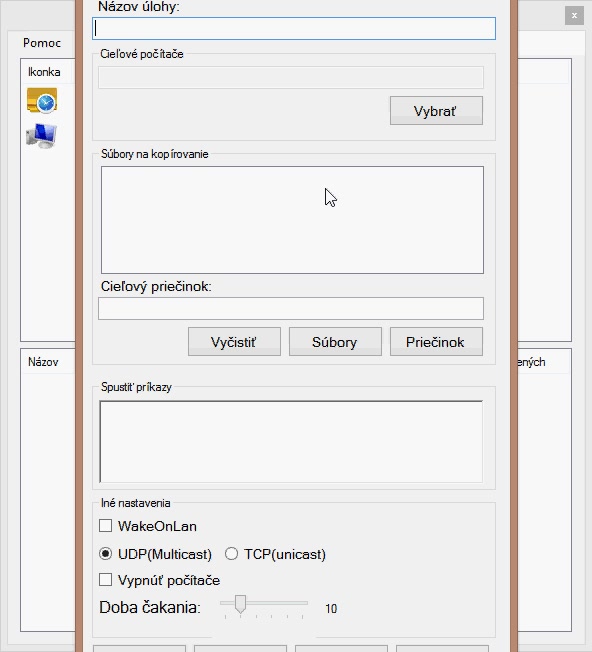 Názov úlohy:
x
Pomoc
Cieľové počítače
Ikonka
Vybrať
Súbory na kopírovanie
Cieľový priečinok:
Vyčistiť
Súbory
Priečinok
Názov
ených
Spustiť príkazy
Iné nastavenia
WakeOnLan
UDP(Multicast)
TCP(unicast)
Vypnúť počítače
Doba čakania:
10